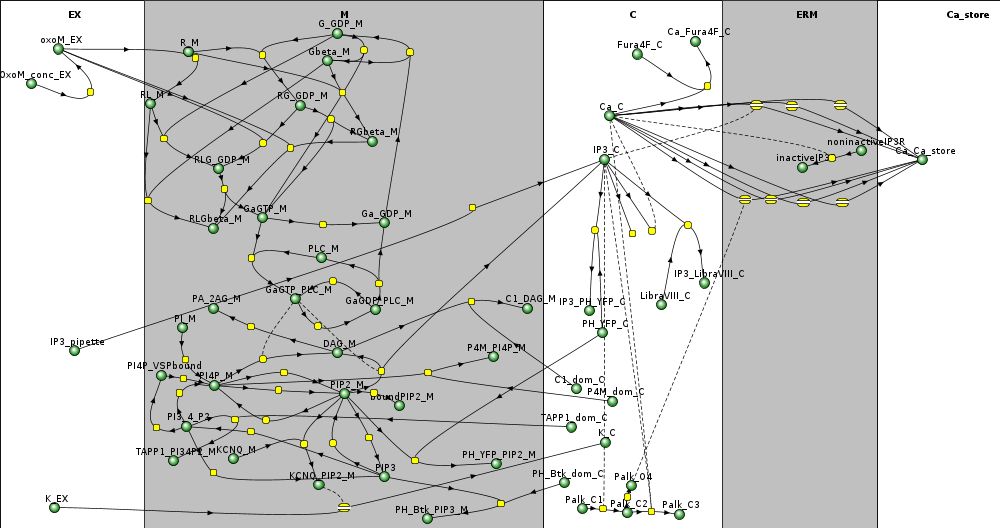 EX M C ERM Ca_store
G_GDP_M
Ca_Fura4F_C
oxoM_EX R_M Gbeta_M Fura4F_C
OxoM_conc_EX
RL_M RG_GDP_M Ca_C
RGbeta_M noninactiveIP3R
RLG_GDP_M IP3_C inactiveIP3 Ca_Ca_store
RLGbeta_M GaGTP_M Ga_GDP_M
PLC_M
IP3_LibraVIII_C
PA_2AG_M GaGTP_PLC_M GaGDP_PLC_M C1_DAG_M IP3_PH_YFP_C LibraVIII_C
PI_M PH_YFP_C
IP3_pipette DAG_M P4M_PI4P_M
PI4P_VSPbound PI4P_M PIP2_M boundPIP2_M C1_dom_C P4M_dom_C
PI3_4_P2 TAPP1_dom_C
TAPP1_PI34P2_M KCNQ_M PH_YFP_PIP2_M K_C
KCNQ_PIP2_M PIP3 PH_Btk_dom_C Palk_O4
K_EX PH_Btk_PIP3_M Palk_C1 Palk_C2 Palk_C3